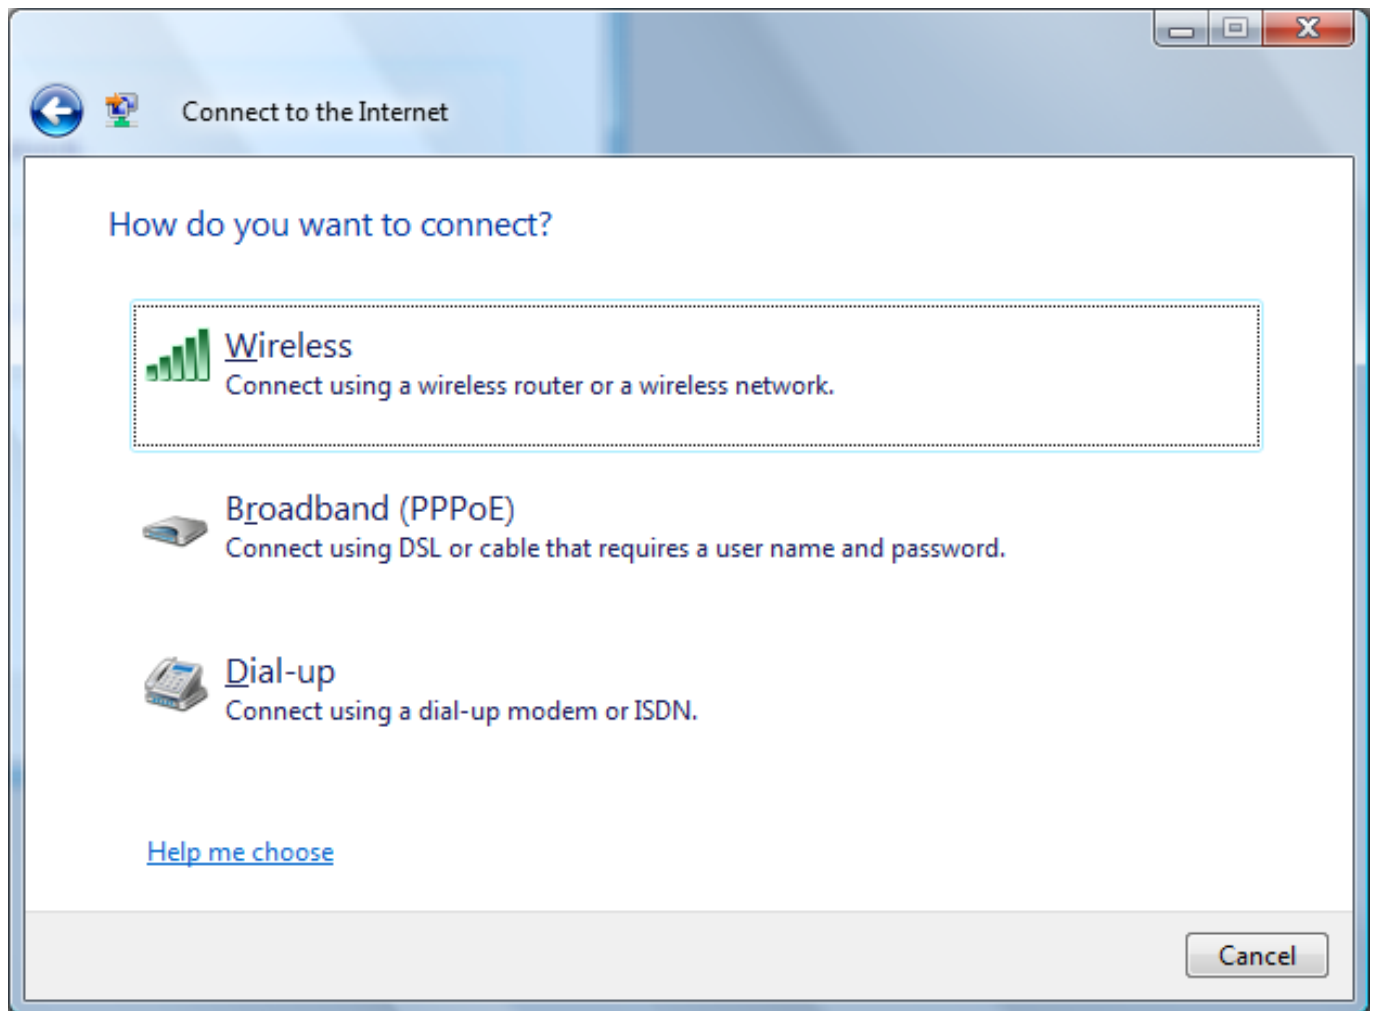 Connect to the Internet
How do you want to connect?
Wireless
Connect using a wireless router or a wireless network.
Broadband (PPPoE)
Connect using DSL or cable that requires a user name and password.
Dial-up
Connect using a dial-up modem or ISDN.
Help me choose
Cancel